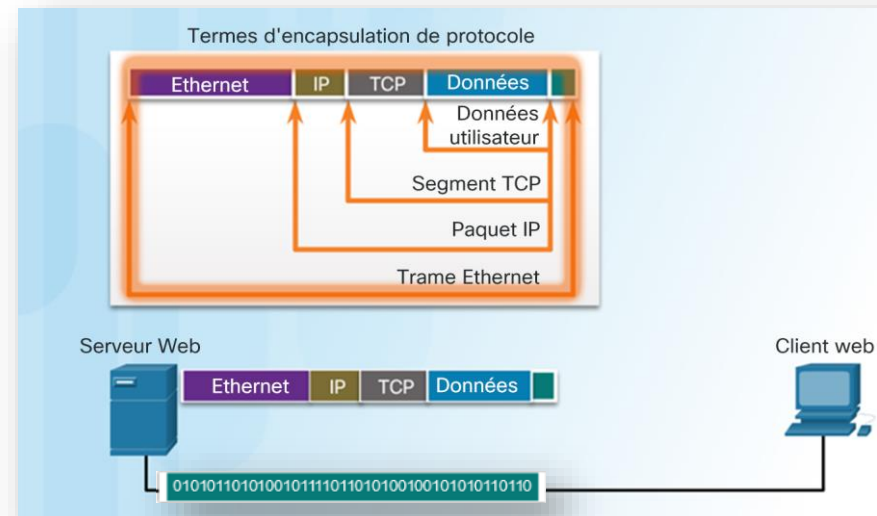 Termes d'encapsulation de protocole
Ethernet IP TCP Données
Données
utilisateur
Segment TCP
Paquet IP
Trame Ethernet
Serveur Web
Client web
Ethernet IP TCP Données
0101011010100101111011010100100101010110110